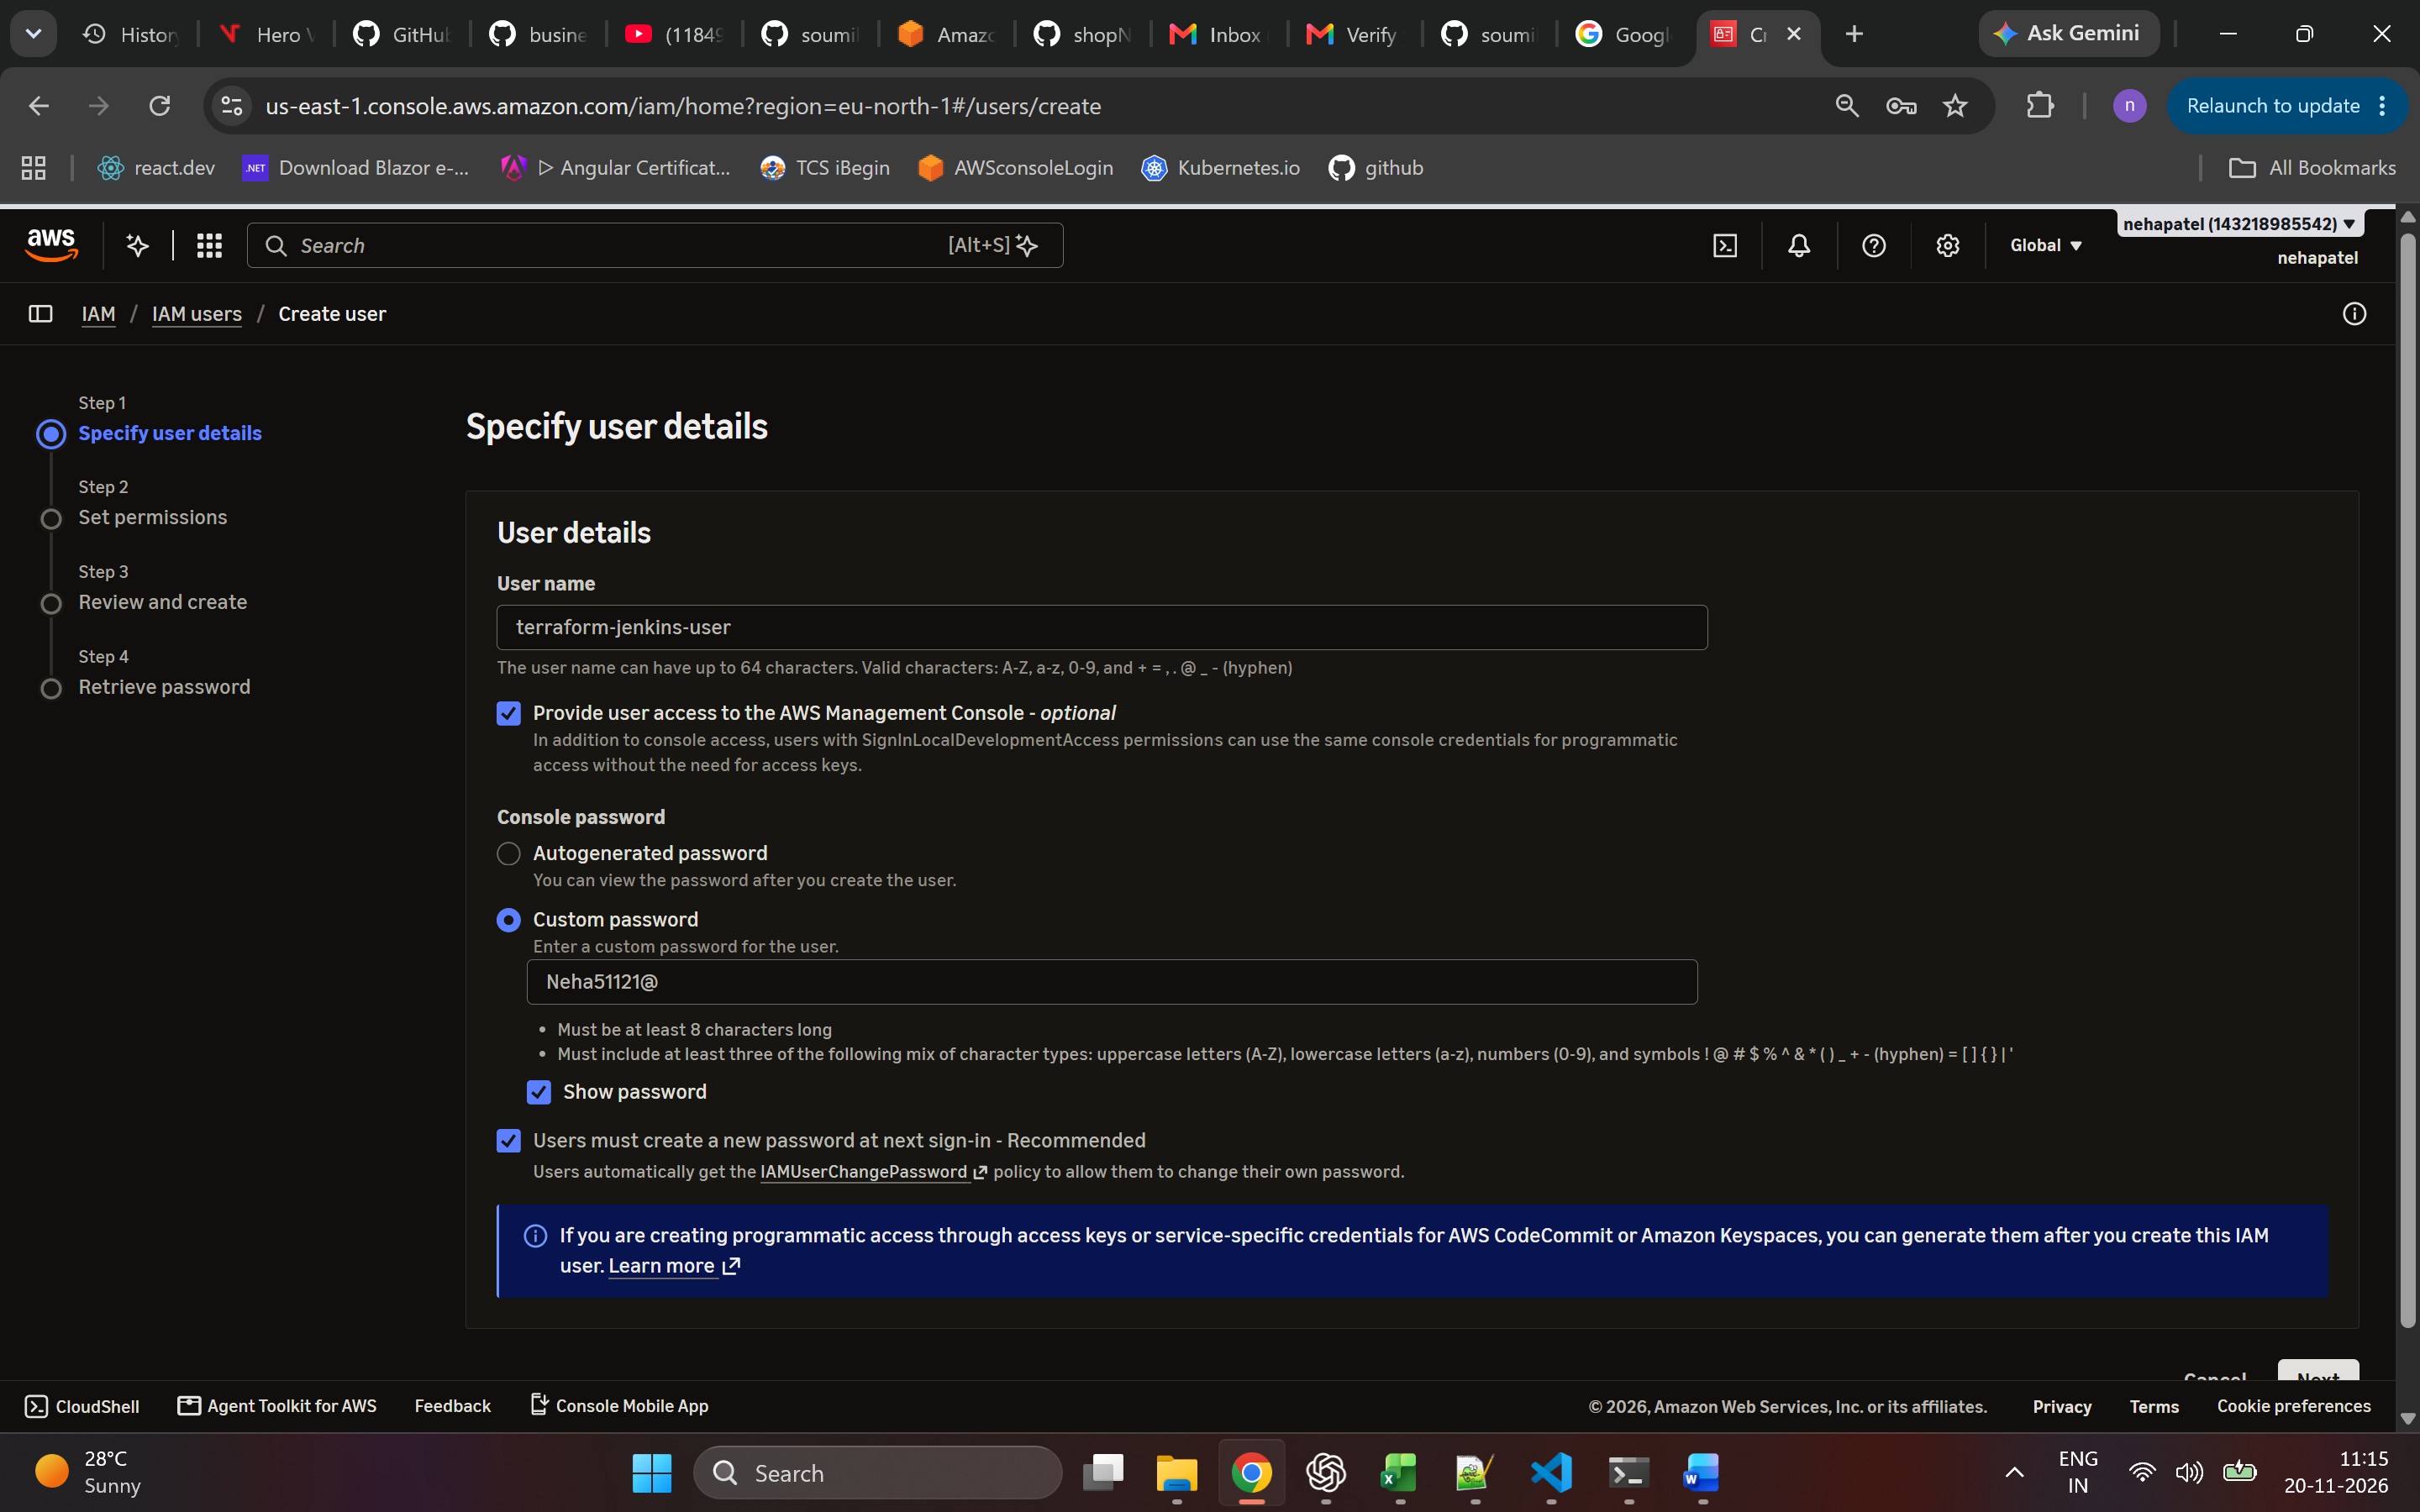 History
Hero V
GitHub
busine
(11849
soumil
Amazo
shopN
Inbox
Verify
soumil
Googl
Cr
Ask Gemini
us-east-1.console.aws.amazon.com/iam/home?region=eu-north-1#/users/create
n
Relaunch to update
react.dev
.NET
Download Blazor e-...
▷ Angular Certificat...
TCS iBegin
AWSconsoleLogin
Kubernetes.io
github
All Bookmarks
aws
Search
[Alt+S]
Global
nehapatel (143218985542)
nehapatel
IAM / IAM users / Create user
Step 1
Specify user details
Step 2
Set permissions
Step 3
Review and create
Step 4
Retrieve password
Specify user details
User details
User name
terraform-jenkins-user
The user name can have up to 64 characters. Valid characters: A-Z, a-z, 0-9, and + = , . @ _ - (hyphen)
Provide user access to the AWS Management Console - optional
In addition to console access, users with SignInLocalDevelopmentAccess permissions can use the same console credentials for programmatic
access without the need for access keys.
Console password
Autogenerated password
You can view the password after you create the user.
Custom password
Enter a custom password for the user.
Neha51121@
• Must be at least 8 characters long
• Must include at least three of the following mix of character types: uppercase letters (A-Z), lowercase letters (a-z), numbers (0-9), and symbols ! @ # $ % ^ & * ( ) _ + - (hyphen) = [ ] { } | '
Show password
Users must create a new password at next sign-in - Recommended
Users automatically get the IAMUserChangePassword policy to allow them to change their own password.
If you are creating programmatic access through access keys or service-specific credentials for AWS CodeCommit or Amazon Keyspaces, you can generate them after you create this IAM
user. Learn more
Cancel
Next
CloudShell
Agent Toolkit for AWS
Feedback
Console Mobile App
© 2026, Amazon Web Services, Inc. or its affiliates.
Privacy
Terms
Cookie preferences
28°C
Sunny
Search
ENG
IN
11:15
20-11-2026